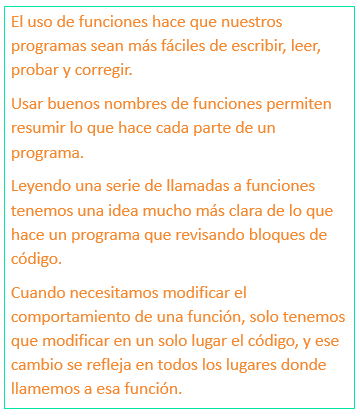 El uso de funciones hace que nuestros
programas sean más fáciles de escribir, leer,
probar y corregir.
Usar buenos nombres de funciones permiten
resumir lo que hace cada parte de un
programa.
Leyendo una serie de llamadas a funciones
tenemos una idea mucho más clara de lo que
hace un programa que revisando bloques de
código.
Cuando necesitamos modificar el
comportamiento de una función, solo tenemos
que modificar en un solo lugar el código, y ese
cambio se refleja en todos los lugares donde
llamemos a esa función.